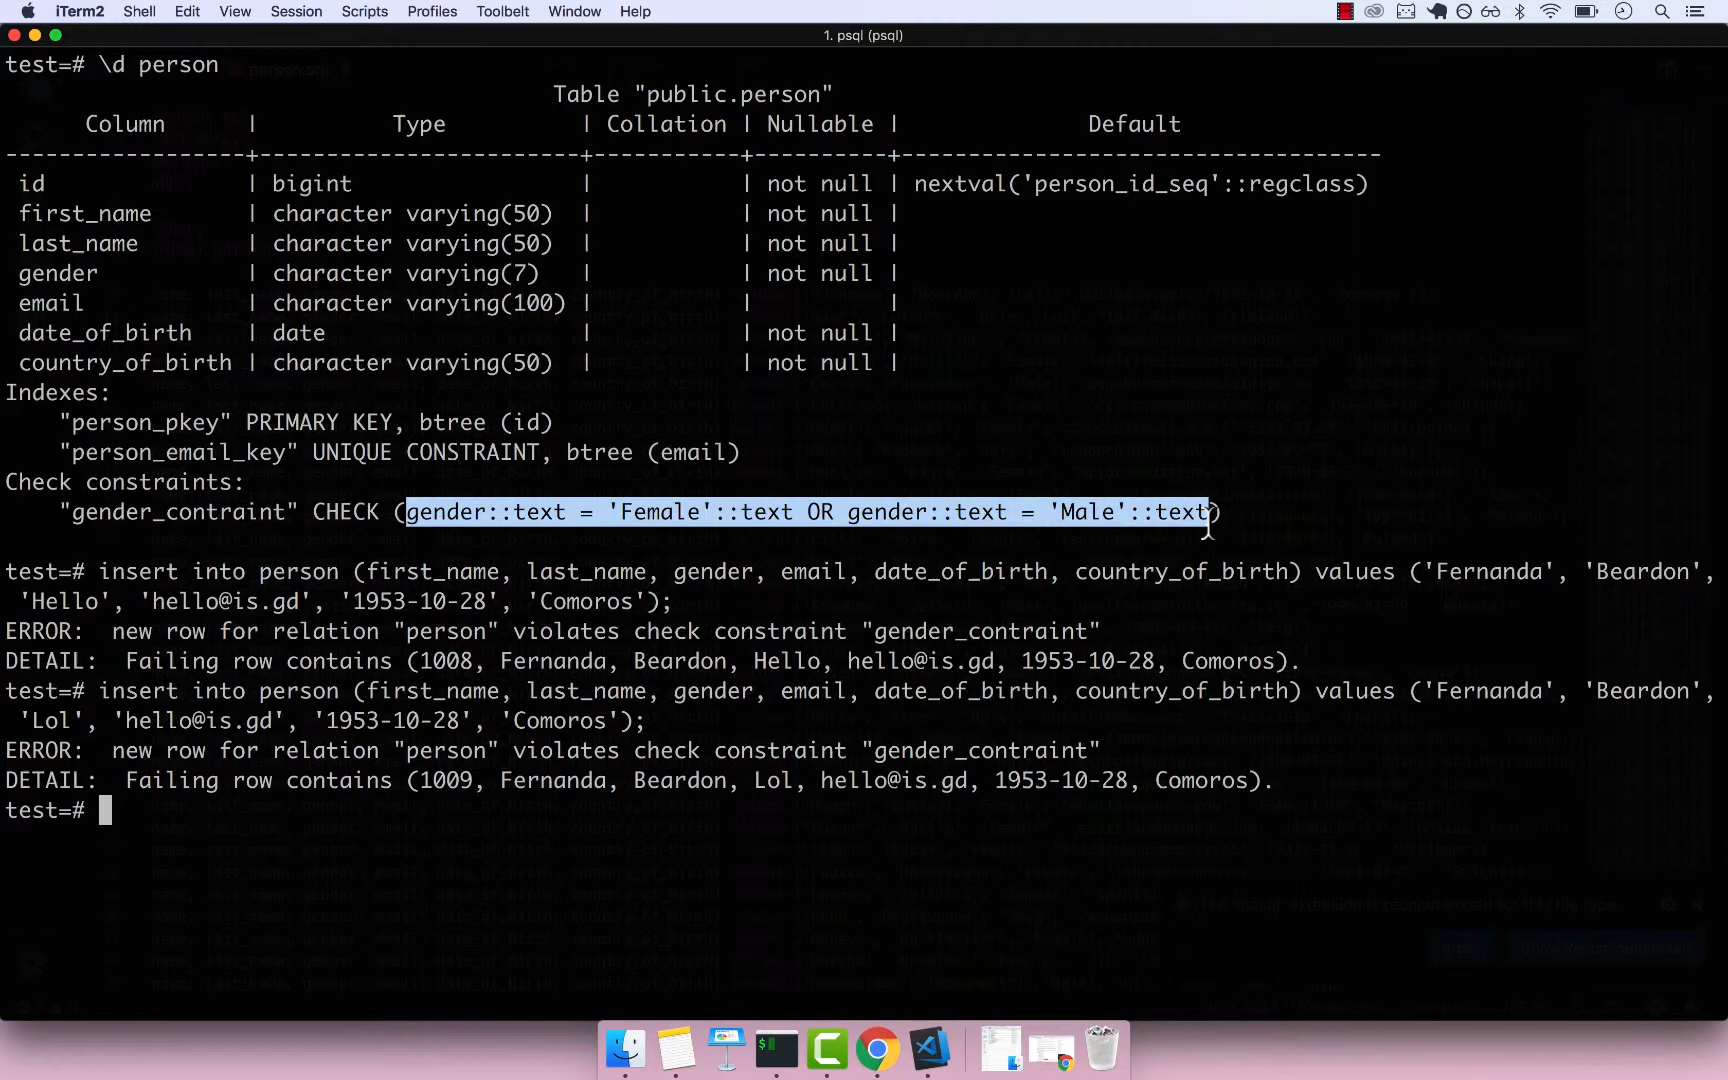 iTerm2 Shell Edit View Session Scripts Profiles Toolbelt Window Help
1. psql (psql)
test=# \d person
Table "public.person"
Column | Type | Collation | Nullable | Default
------------------+-------------------------+-----------+----------+------------------------------------
id | bigint | | not null | nextval('person_id_seq'::regclass)
first_name | character varying(50) | | not null |
last_name | character varying(50) | | not null |
gender | character varying(7) | | not null |
email | character varying(100) | | |
date_of_birth | date | | not null |
country_of_birth | character varying(50) | | not null |
Indexes:
"person_pkey" PRIMARY KEY, btree (id)
"person_email_key" UNIQUE CONSTRAINT, btree (email)
Check constraints:
"gender_contraint" CHECK (gender::text = 'Female'::text OR gender::text = 'Male'::text)
test=# insert into person (first_name, last_name, gender, email, date_of_birth, country_of_birth) values ('Fernanda', 'Beardon',
'Hello', 'hello@is.gd', '1953-10-28', 'Comoros');
ERROR:  new row for relation "person" violates check constraint "gender_contraint"
DETAIL:  Failing row contains (1008, Fernanda, Beardon, Hello, hello@is.gd, 1953-10-28, Comoros).
test=# insert into person (first_name, last_name, gender, email, date_of_birth, country_of_birth) values ('Fernanda', 'Beardon',
'Lol', 'hello@is.gd', '1953-10-28', 'Comoros');
ERROR:  new row for relation "person" violates check constraint "gender_contraint"
DETAIL:  Failing row contains (1009, Fernanda, Beardon, Lol, hello@is.gd, 1953-10-28, Comoros).
test=#